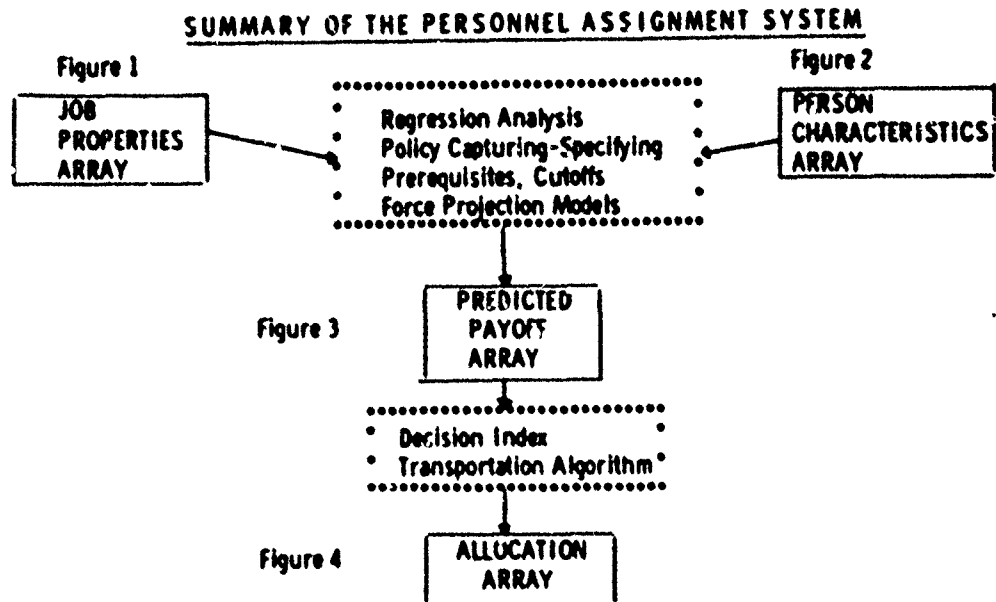 SUMMARY OF THE PERSONNEL ASSIGNMENT SYSTEM
Figure 1
JOB
PROPERTIES
ARRAY
Regression Analysis
Policy Capturing-Specifying
Prerequisites, Cutoffs
Force Projection Models
Figure 2
PERSON
CHARACTERISTICS
ARRAY
Figure 3
PREDICTED
PAYOFF
ARRAY
Decision Index
Transportation Algorithm
Figure 4
ALLOCATION
ARRAY